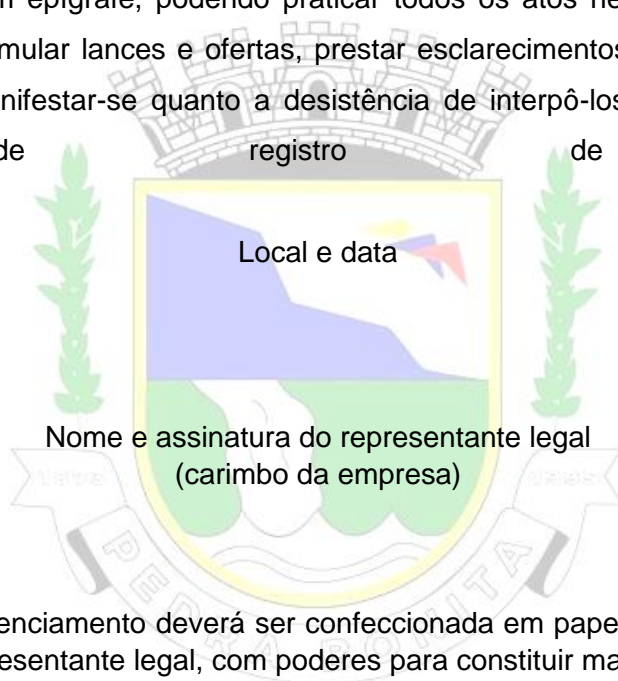 m epígrafe, podendo praticar todos os atos ne
mular lances e ofertas, prestar esclarecimentos
nifestar-se quanto a desistência de interpô-los
de registro de
Local e data
Nome e assinatura do representante legal
(carimbo da empresa)
PEDRA BONITA
enciamento deverá ser confeccionada em pape
esentante legal, com poderes para constituir ma